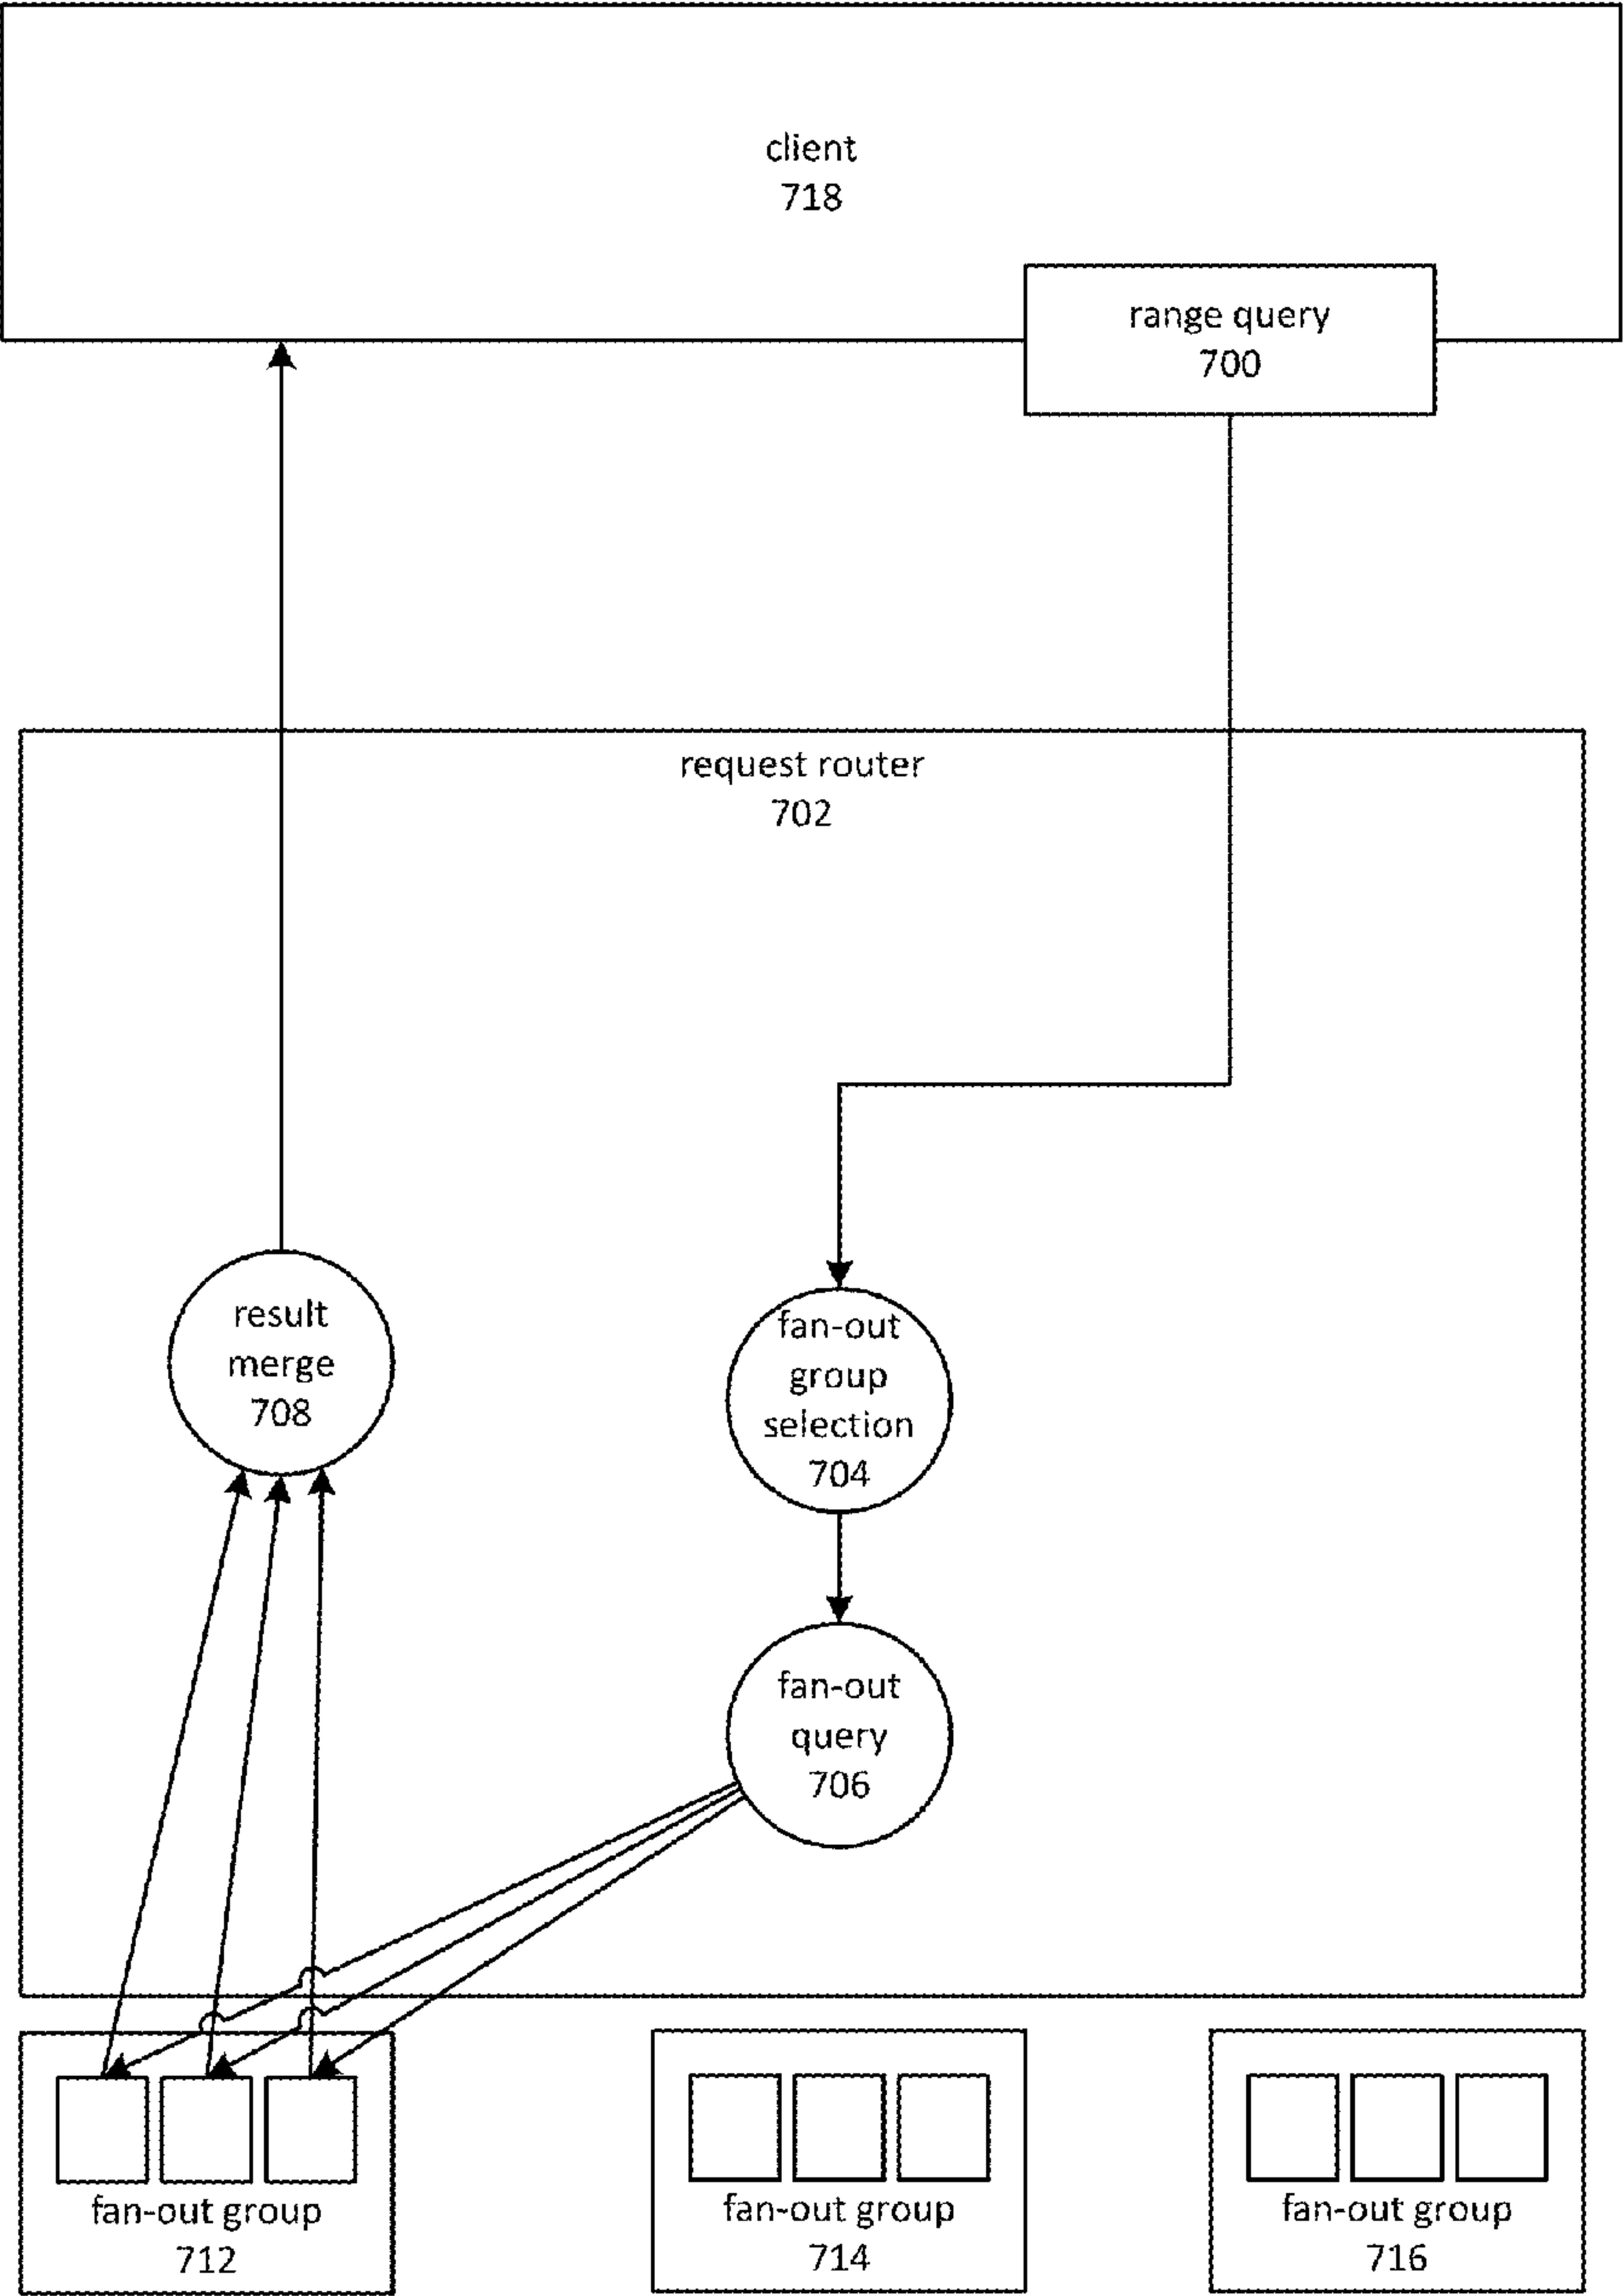 client
718
range query
700
request router
702
result
merge
708
fan-out
group
selection
704
fan-out
query
706
fan-out group
712
fan-out group
714
fan-out group
716